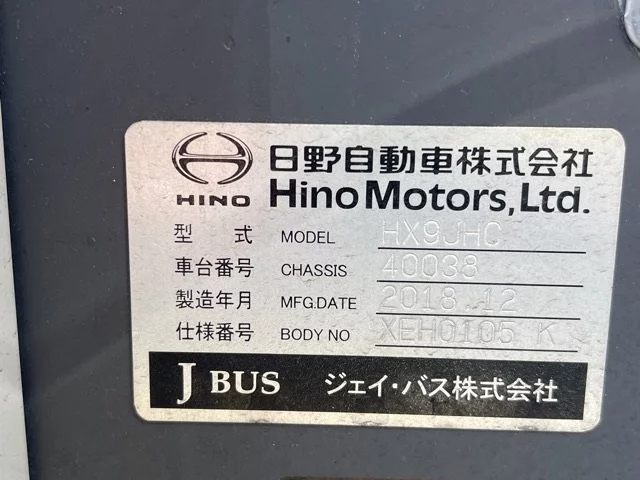 HINO
日野自動車株式会社
Hino Motors, Ltd.
型 式 MODEL HX9JHC
車台番号 CHASSIS 40038
製造年月 MFG.DATE 2018.12
仕様番号 BODY NO XEH0105 K
J BUS ジェイ・バス株式会社